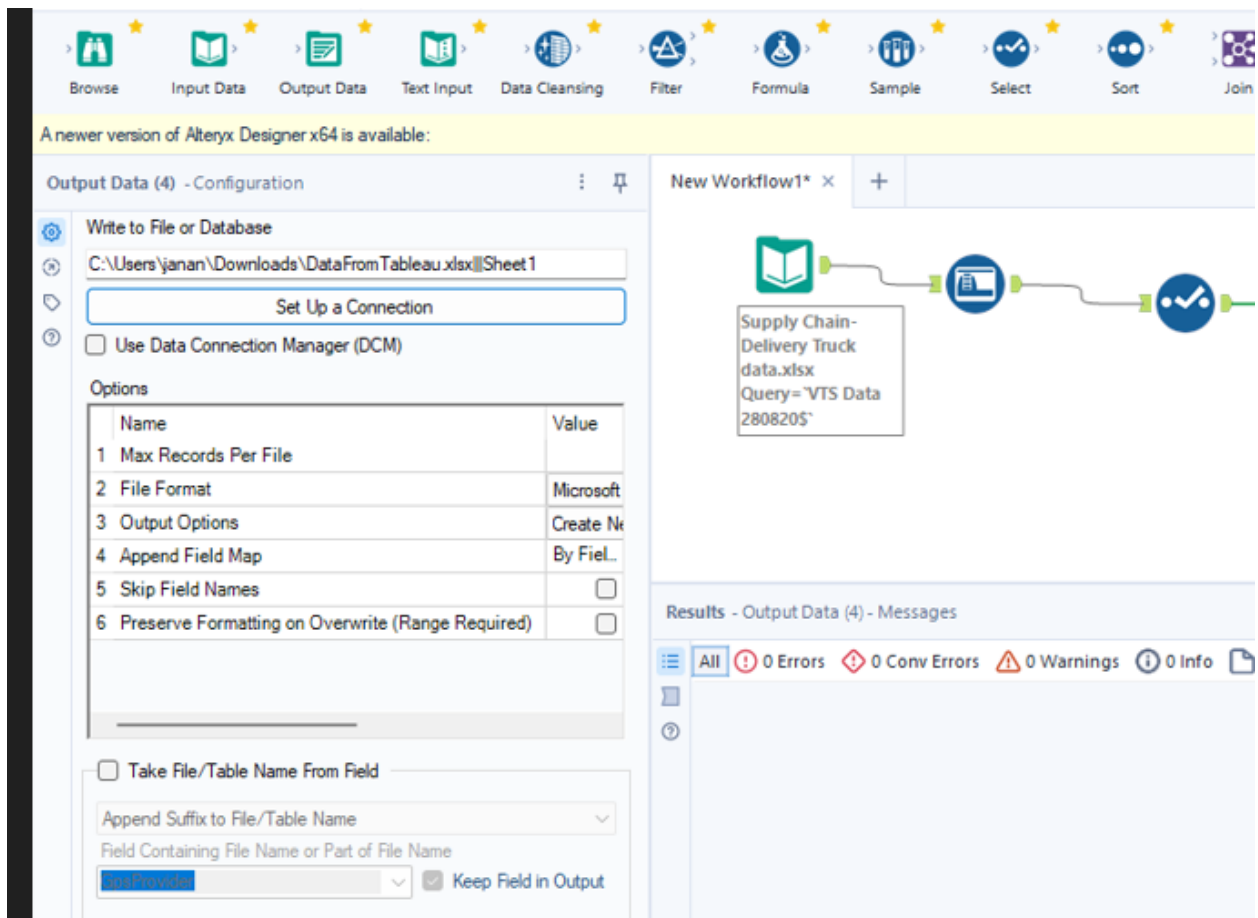 Browse
Input Data
Output Data
Text Input
Data Cleansing
Filter
Formula
Sample
Select
Sort
Join
A newer version of Alteryx Designer x64 is available:
Output Data (4) - Configuration
Write to File or Database
C:\Users\janan\Downloads\DataFromTableau.xlsx|||Sheet1
Set Up a Connection
Use Data Connection Manager (DCM)
Options
Name Value
1 Max Records Per File
2 File Format Microsoft
3 Output Options Create Ne
4 Append Field Map By Fiel...
5 Skip Field Names
6 Preserve Formatting on Overwrite (Range Required)
Take File/Table Name From Field
Append Suffix to File/Table Name
Field Containing File Name or Part of File Name
GpsProvider
Keep Field in Output
New Workflow1*
Supply Chain-
Delivery Truck
data.xlsx
Query=`VTS Data
280820$`
Results - Output Data (4) - Messages
All 0 Errors 0 Conv Errors 0 Warnings 0 Info